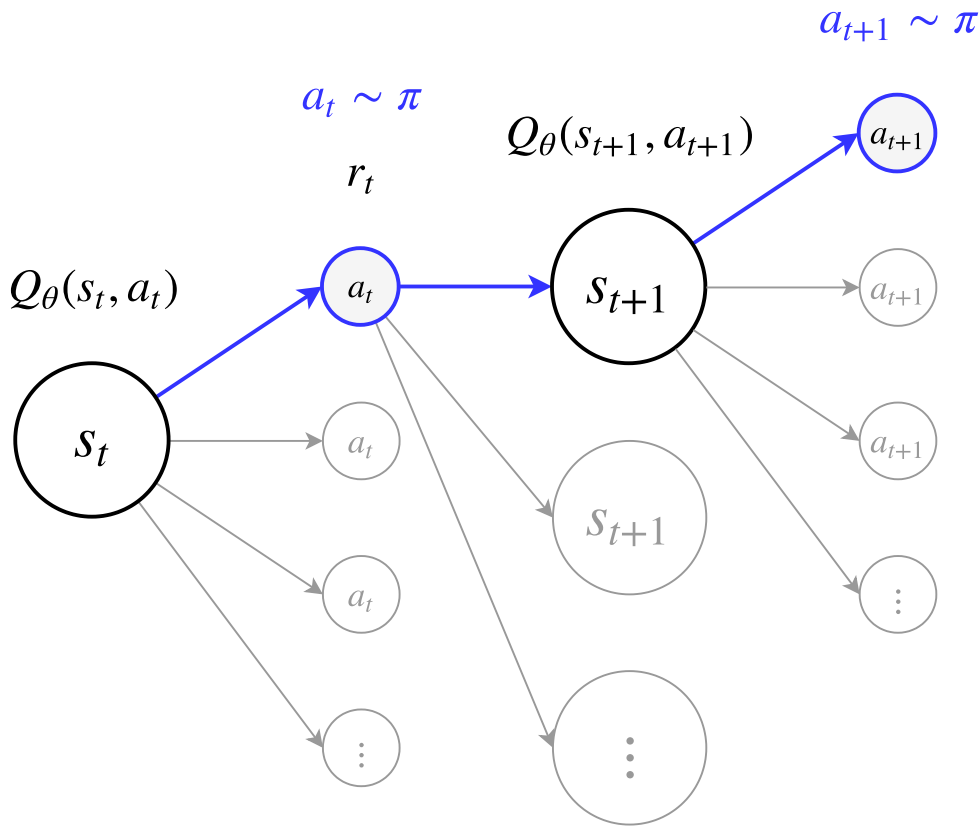 a_{t+1} ∼ π
a_t ∼ π
Q_θ(s_{t+1}, a_{t+1})
a_{t+1}
r_t
Q_θ(s_t, a_t)
a_t
s_{t+1}
a_{t+1}
s_t
a_t
a_{t+1}
s_{t+1}
a_t
⋮
⋮
⋮